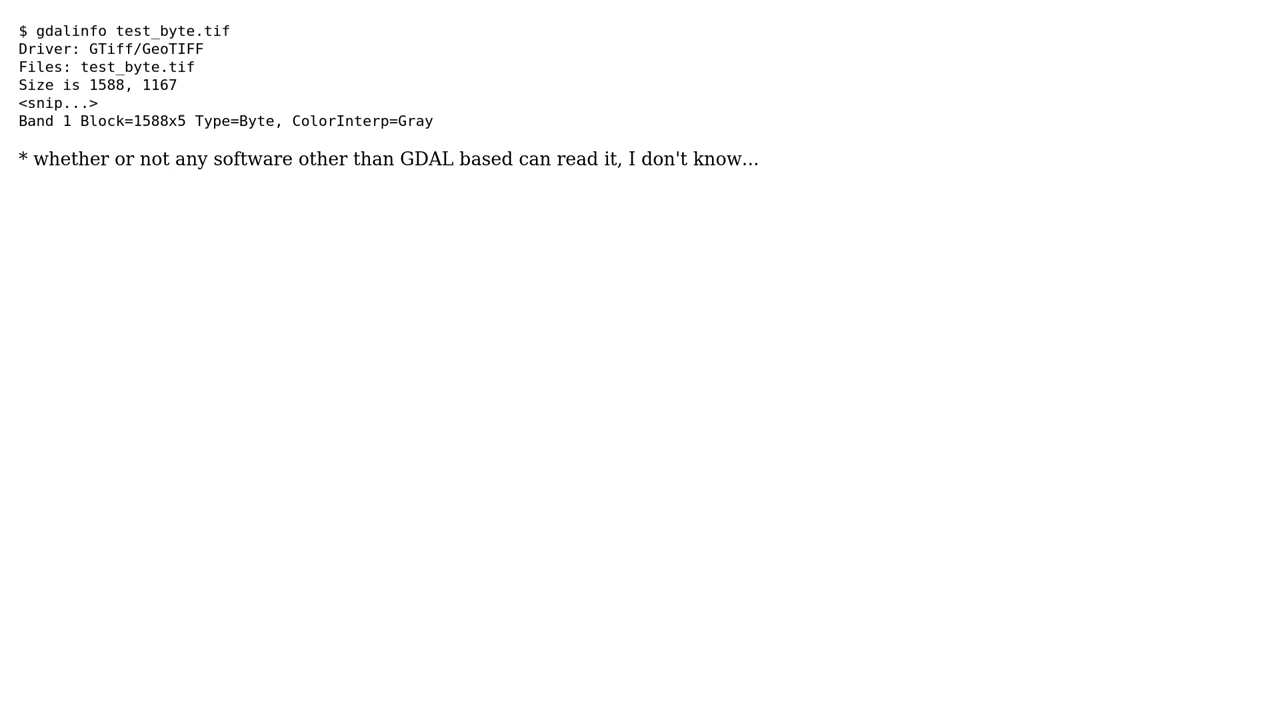 $ gdalinfo test_byte.tif
Driver: GTiff/GeoTIFF
Files: test_byte.tif
Size is 1588, 1167
<snip...>
Band 1 Block=1588x5 Type=Byte, ColorInterp=Gray
* whether or not any software other than GDAL based can read it, I don't know...